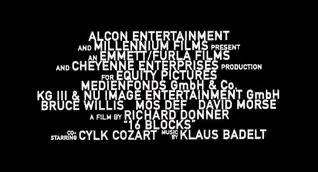 ALCON ENTERTAINMENT
AND MILLENNIUM FILMS PRESENT
AN EMMETT/FURLA FILMS
AND CHEYENNE ENTERPRISES PRODUCTION
FOR EQUITY PICTURES
MEDIENFONDS GmbH & Co.
KG III & NU IMAGE ENTERTAINMENT GmbH
BRUCE WILLIS MOS DEF DAVID MORSE
A FILM BY RICHARD DONNER
"16 BLOCKS"
CO-STARRING CYLK COZART MUSIC BY KLAUS BADELT